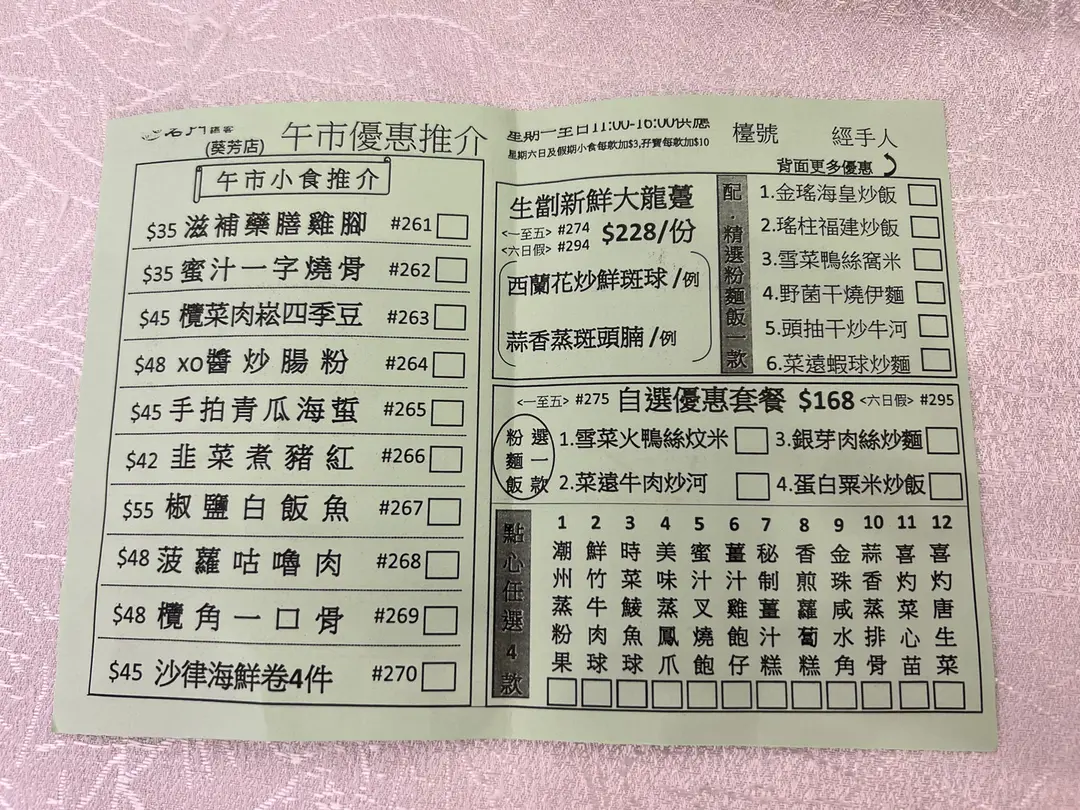 名門 囍客
(葵芳店)
午市優惠推介
星期一至日11:00-16:00供應
星期六日及假期小食每款加$3,孖寶每款加$10
檯號
經手人
背面更多優惠
午市小食推介
$35 滋補藥膳雞腳 #261
$35 蜜汁一字燒骨 #262
$45 欖菜肉崧四季豆 #263
$48 XO醬炒腸粉 #264
$45 手拍青瓜海蜇 #265
$42 韭菜煮豬紅 #266
$55 椒鹽白飯魚 #267
$48 菠蘿咕嚕肉 #268
$48 欖角一口骨 #269
$45 沙律海鮮卷4件 #270
生劏新鮮大龍躉
<一至五> #274
<六日假> #294
$228/份
西蘭花炒鮮斑球/例
蒜香蒸斑頭腩/例
配．精選粉麵飯一款
1.金瑤海皇炒飯
2.瑤柱福建炒飯
3.雪菜鴨絲窩米
4.野菌干燒伊麵
5.頭抽干炒牛河
6.菜遠蝦球炒麵
<一至五> #275 自選優惠套餐 $168 <六日假> #295
粉麵飯
選一款
1.雪菜火鴨絲炆米
3.銀芽肉絲炒麵
2.菜遠牛肉炒河
4.蛋白粟米炒飯
點心任選4款
1 潮州蒸粉果
2 鮮竹牛肉球
3 時菜鯪魚球
4 美味蒸鳳爪
5 蜜汁叉燒飽
6 薑汁雞飽仔
7 秘制薑汁糕
8 香煎蘿蔔糕
9 金珠咸水角
10 蒜香蒸排骨
11 喜灼菜心苗
12 喜灼唐生菜